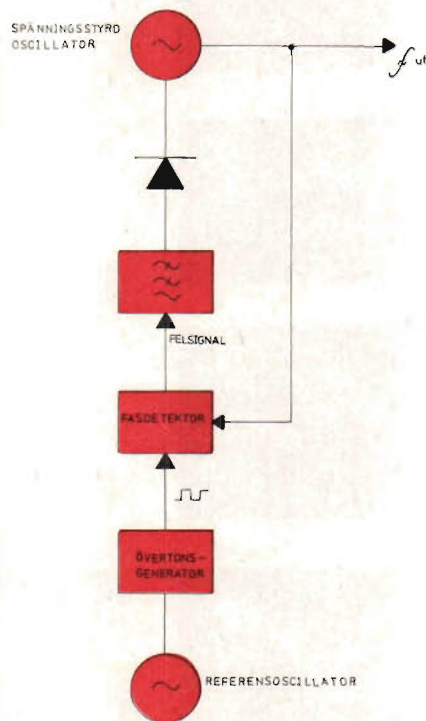 SPÄNNINGSSTYRD
OSCILLATOR
f ut
FELSIGNAL
FASDETEKTOR
ÖVERTONS-
GENERATOR
REFERENSOSCILLATOR